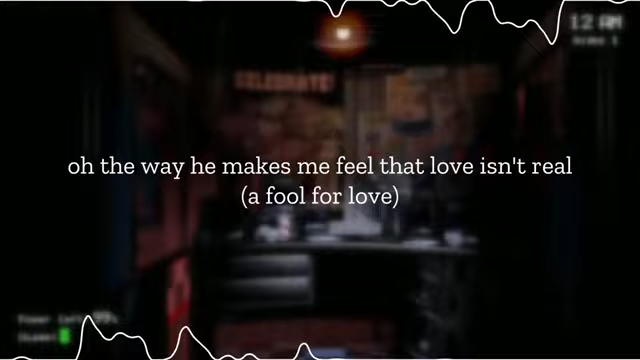 12 AM
CELEBRATE!
oh the way he makes me feel that love isn't real
(a fool for love)